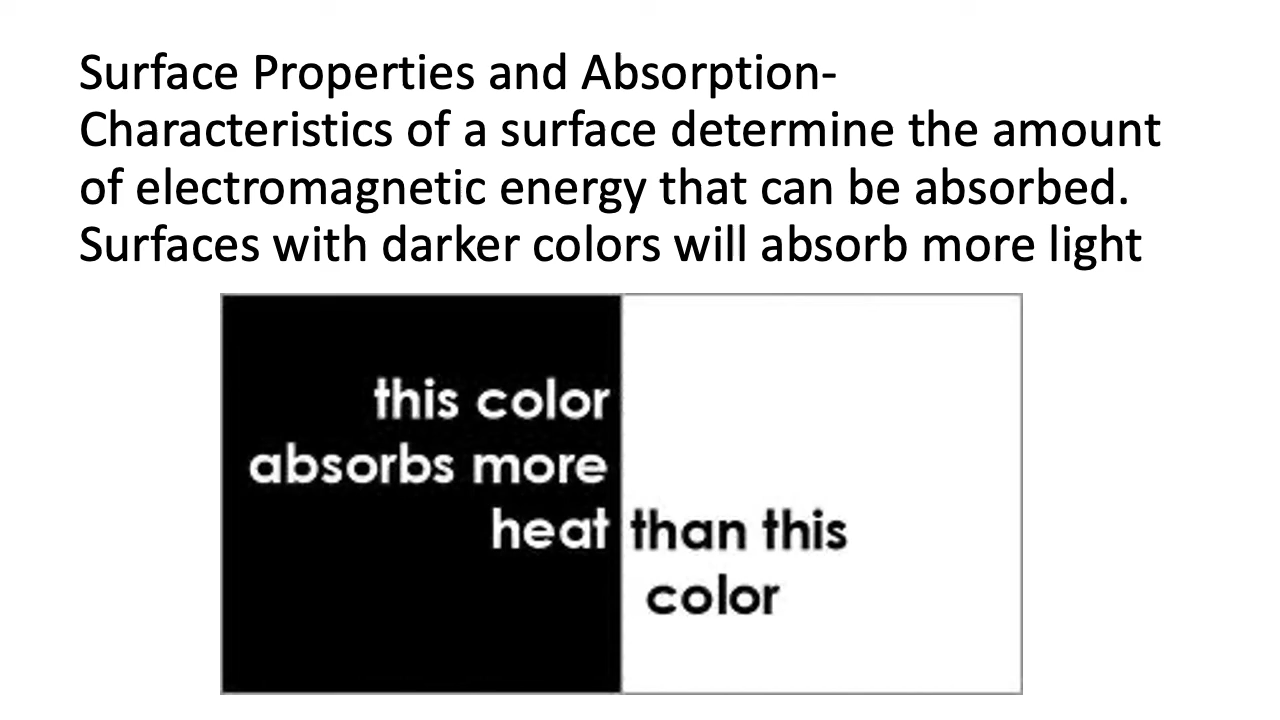 Surface Properties and Absorption-
Characteristics of a surface determine the amount
of electromagnetic energy that can be absorbed.
Surfaces with darker colors will absorb more light
this color
absorbs more
heat than this
color